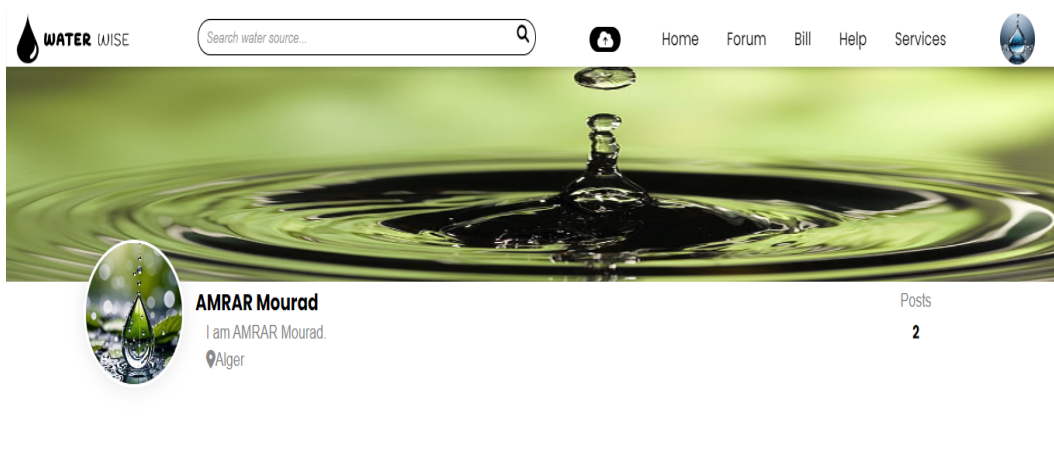 WATER WISE
Search water source...
Home Forum Bill Help Services
AMRAR Mourad
I am AMRAR Mourad.
Alger
Posts
2